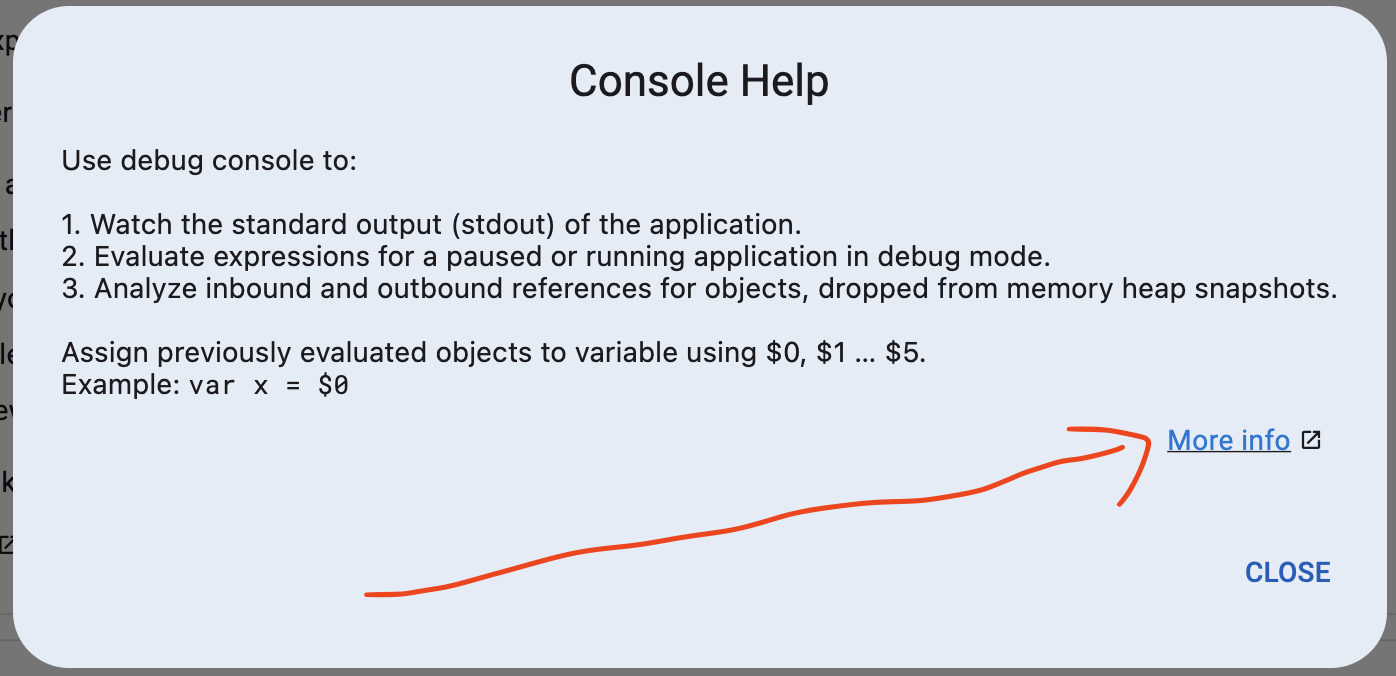 Console Help
Use debug console to:
1. Watch the standard output (stdout) of the application.
2. Evaluate expressions for a paused or running application in debug mode.
3. Analyze inbound and outbound references for objects, dropped from memory heap snapshots.
Assign previously evaluated objects to variable using $0, $1 ... $5.
Example: var x = $0
More info
CLOSE